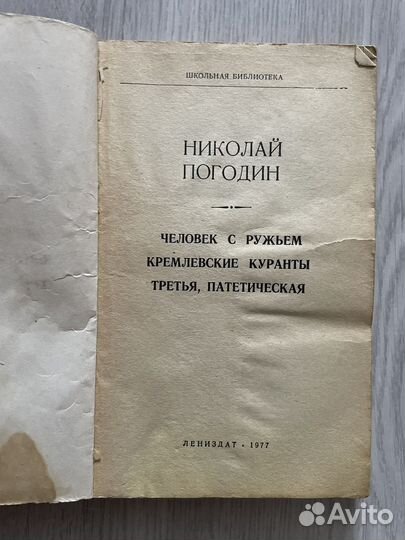 ШКОЛЬНАЯ БИБЛИОТЕКА
НИКОЛАЙ
ПОГОДИН
ЧЕЛОВЕК С РУЖЬЕМ
КРЕМЛЕВСКИЕ КУРАНТЫ
ТРЕТЬЯ, ПАТЕТИЧЕСКАЯ
ЛЕНИЗДАТ • 1977
Avito